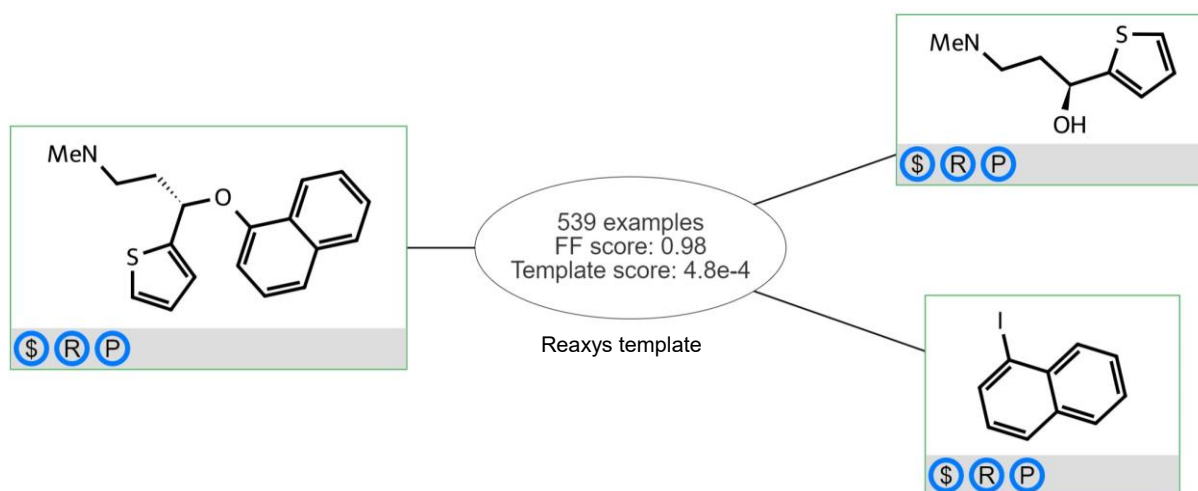 MeN
O
S
$ R P
539 examples
FF score: 0.98
Template score: 4.8e-4
Reaxys template
S
MeN
OH
$ R P
I
$ R P